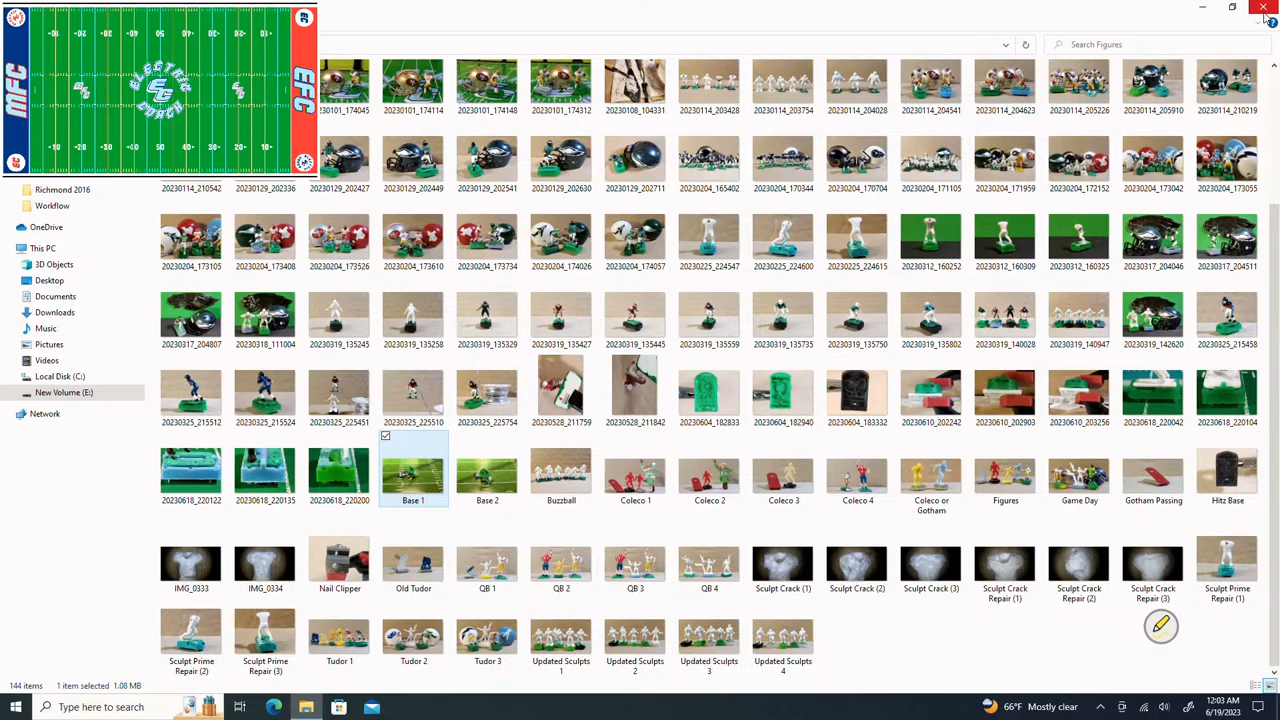 EC
MFC
EFC
ELECTRIC
COACH
Figures
Richmond 2016
Workflow
OneDrive
This PC
3D Objects
Desktop
Documents
Downloads
Music
Pictures
Videos
Local Disk (C:)
New Volume (E:)
Network
20230101_174114 20230101_174148 20230101_174312 20230108_104331 20230114_203428 20230114_203754 20230114_204028 20230114_204541 20230114_204623 20230114_205226 20230114_205910 20230114_210219
20230114_210542 20230129_202336 20230129_202427 20230129_202449 20230129_202541 20230129_202630 20230129_202711 20230204_165402 20230204_170344 20230204_170704 20230204_171105 20230204_171959 20230204_172152 20230204_173042 20230204_173055
20230204_173105 20230204_173408 20230204_173526 20230204_173610 20230204_173734 20230204_174026 20230204_174057 20230225_224547 20230225_224600 20230225_224615 20230312_160252 20230312_160309 20230312_160325 20230317_204046 20230317_204511
20230317_204807 20230318_111004 20230319_135245 20230319_135258 20230319_135329 20230319_135427 20230319_135445 20230319_135559 20230319_135735 20230319_135750 20230319_135802 20230319_140028 20230319_140947 20230319_142620 20230325_215458
20230325_215512 20230325_215524 20230325_225451 20230325_225510 20230325_225754 20230528_211759 20230528_211842 20230604_182833 20230604_182940 20230604_183332 20230610_202242 20230610_202903 20230610_203256 20230618_220042 20230618_220104
20230618_220122 20230618_220135 20230618_220200 Base 1 Base 2 Buzzball Coleco 1 Coleco 2 Coleco 3 Coleco 4 Coleco or Gotham Figures Game Day Gotham Passing Hitz Base
IMG_0333 IMG_0334 Nail Clipper Old Tudor QB 1 QB 2 QB 3 QB 4 Sculpt Crack (1) Sculpt Crack (2) Sculpt Crack (3) Sculpt Crack Repair (1) Sculpt Crack Repair (2) Sculpt Crack Repair (3) Sculpt Prime Repair (1)
Sculpt Prime Repair (2) Sculpt Prime Repair (3) Tudor 1 Tudor 2 Tudor 3 Updated Sculpts 1 Updated Sculpts 2 Updated Sculpts 3 Updated Sculpts 4
144 items 1 item selected 1.08 MB
Type here to search
66°F Mostly clear
12:03 AM
6/19/2023